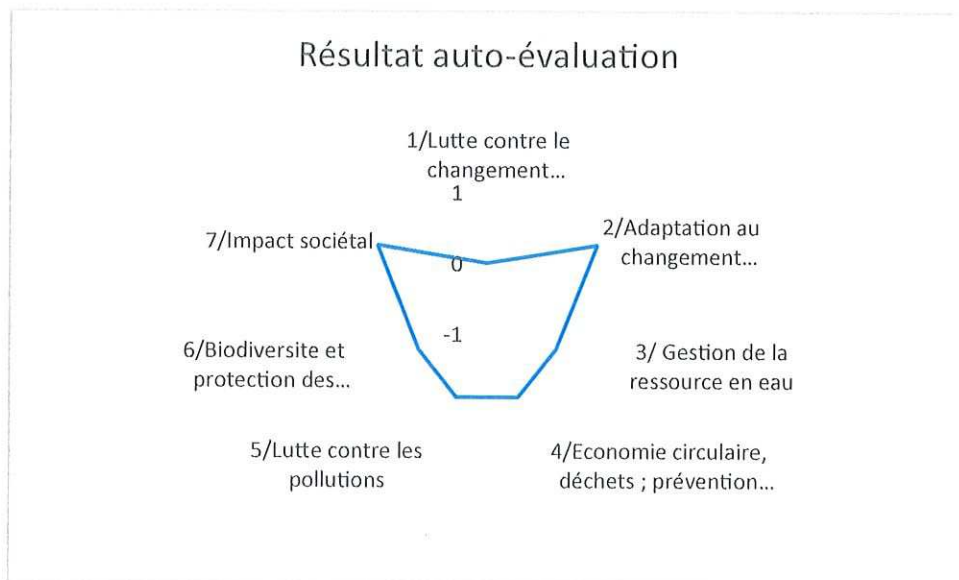 Résultat auto-évaluation
1/Lutte contre le
changement...
1
2/Adaptation au
changement...
7/Impact sociétal
0
-1
6/Biodiversite et
protection des...
3/ Gestion de la
ressource en eau
5/Lutte contre les
pollutions
4/Economie circulaire,
déchets ; prévention...